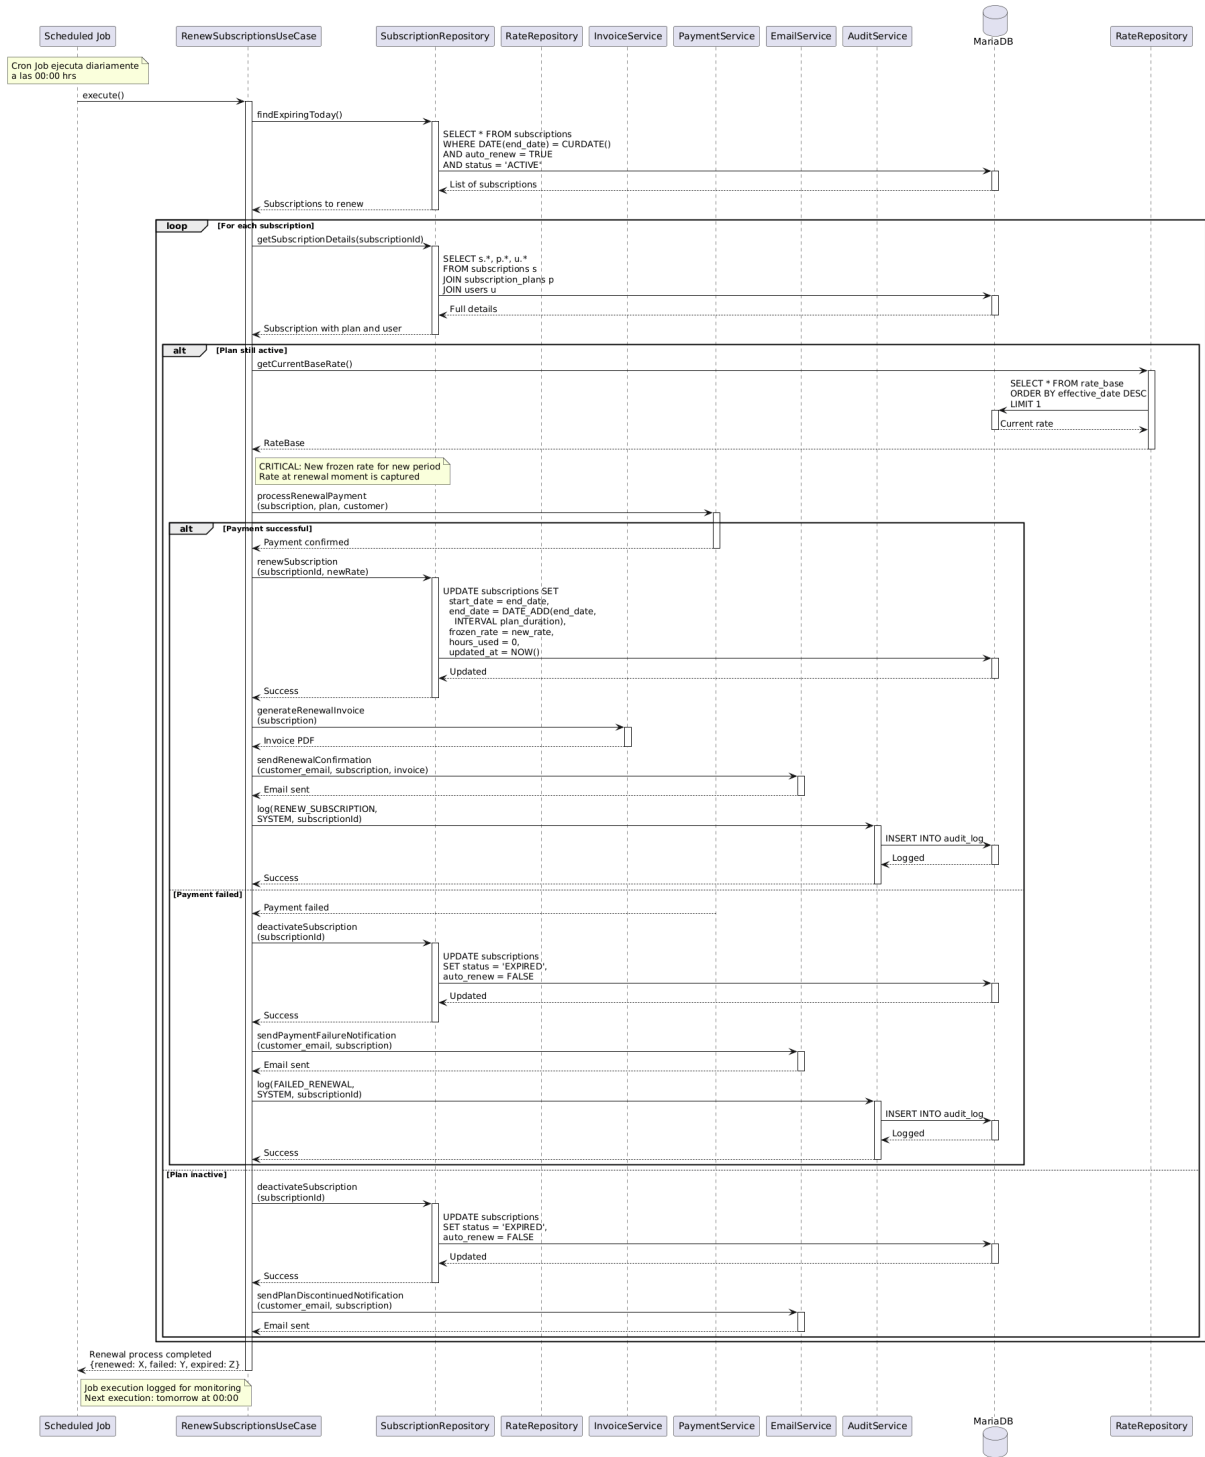 MariaDB
Scheduled Job
RenewSubscriptionsUseCase
SubscriptionRepository
RateRepository
InvoiceService
PaymentService
EmailService
AuditService
RateRepository
Cron Job ejecuta diariamente
a las 00:00 hrs
execute()
findExpiringToday()
SELECT * FROM subscriptions
WHERE DATE(end_date) = CURDATE()
AND auto_renew = TRUE
AND status = 'ACTIVE'
List of subscriptions
Subscriptions to renew
loop [For each subscription]
getSubscriptionDetails(subscriptionId)
SELECT s.*, p.*, u.*
FROM subscriptions s
JOIN subscription_plans p
JOIN users u
Full details
Subscription with plan and user
alt [Plan still active]
getCurrentBaseRate()
SELECT * FROM rate_base
ORDER BY effective_date DESC
LIMIT 1
Current rate
RateBase
CRITICAL: New frozen rate for new period
Rate at renewal moment is captured
processRenewalPayment
(subscription, plan, customer)
alt [Payment successful]
Payment confirmed
renewSubscription
(subscriptionId, newRate)
UPDATE subscriptions SET
start_date = end_date,
end_date = DATE_ADD(end_date,
INTERVAL plan_duration),
frozen_rate = new_rate,
hours_used = 0,
updated_at = NOW()
Updated
Success
generateRenewalInvoice
(subscription)
Invoice PDF
sendRenewalConfirmation
(customer_email, subscription, invoice)
Email sent
log(RENEW_SUBSCRIPTION,
SYSTEM, subscriptionId)
INSERT INTO audit_log
Logged
Success
[Payment failed]
Payment failed
deactivateSubscription
(subscriptionId)
UPDATE subscriptions
SET status = 'EXPIRED',
auto_renew = FALSE
Updated
Success
sendPaymentFailureNotification
(customer_email, subscription)
Email sent
log(FAILED_RENEWAL,
SYSTEM, subscriptionId)
INSERT INTO audit_log
Logged
Success
[Plan inactive]
deactivateSubscription
(subscriptionId)
UPDATE subscriptions
SET status = 'EXPIRED',
auto_renew = FALSE
Updated
Success
sendPlanDiscontinuedNotification
(customer_email, subscription)
Email sent
Renewal process completed
{renewed: X, failed: Y, expired: Z}
Job execution logged for monitoring
Next execution: tomorrow at 00:00
Scheduled Job
RenewSubscriptionsUseCase
SubscriptionRepository
RateRepository
InvoiceService
PaymentService
EmailService
AuditService
MariaDB
RateRepository